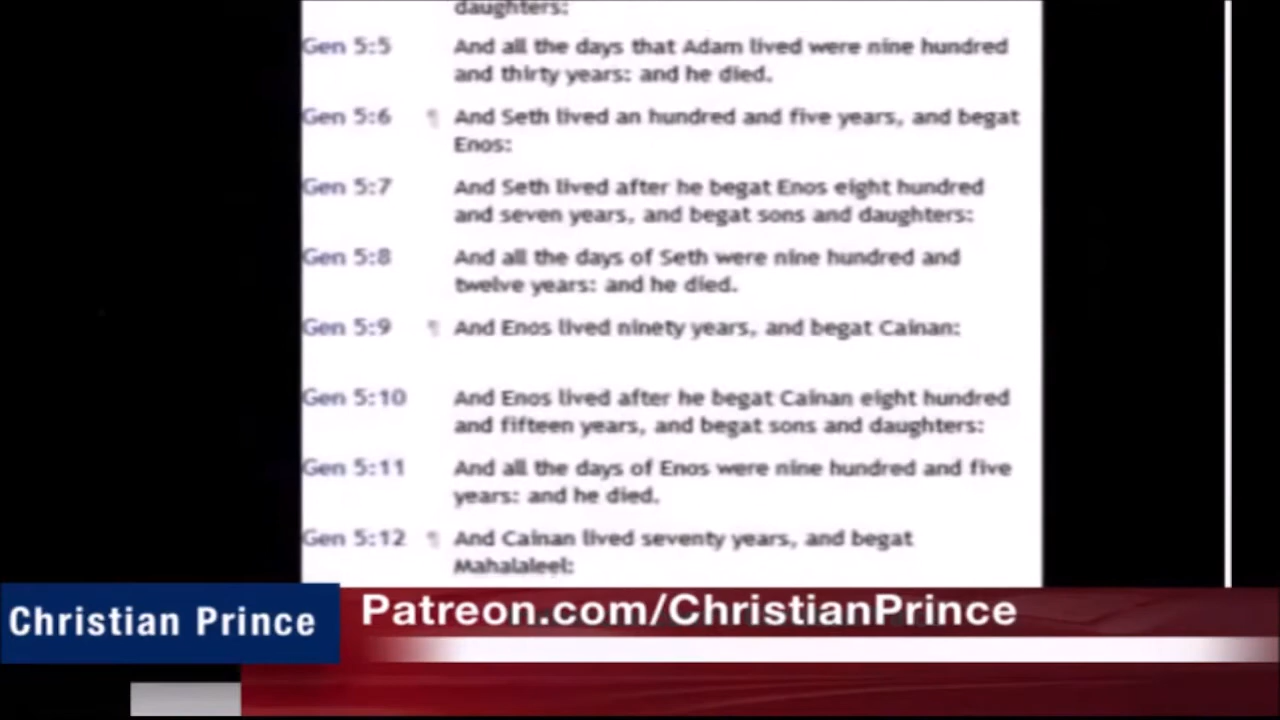 daughters:
Gen 5:5 And all the days that Adam lived were nine hundred
and thirty years: and he died.
Gen 5:6 ¶ And Seth lived an hundred and five years, and begat
Enos:
Gen 5:7 And Seth lived after he begat Enos eight hundred
and seven years, and begat sons and daughters:
Gen 5:8 And all the days of Seth were nine hundred and
twelve years: and he died.
Gen 5:9 ¶ And Enos lived ninety years, and begat Cainan:
Gen 5:10 And Enos lived after he begat Cainan eight hundred
and fifteen years, and begat sons and daughters:
Gen 5:11 And all the days of Enos were nine hundred and five
years: and he died.
Gen 5:12 ¶ And Cainan lived seventy years, and begat
Mahalaleel:
Christian Prince
Patreon.com/ChristianPrince